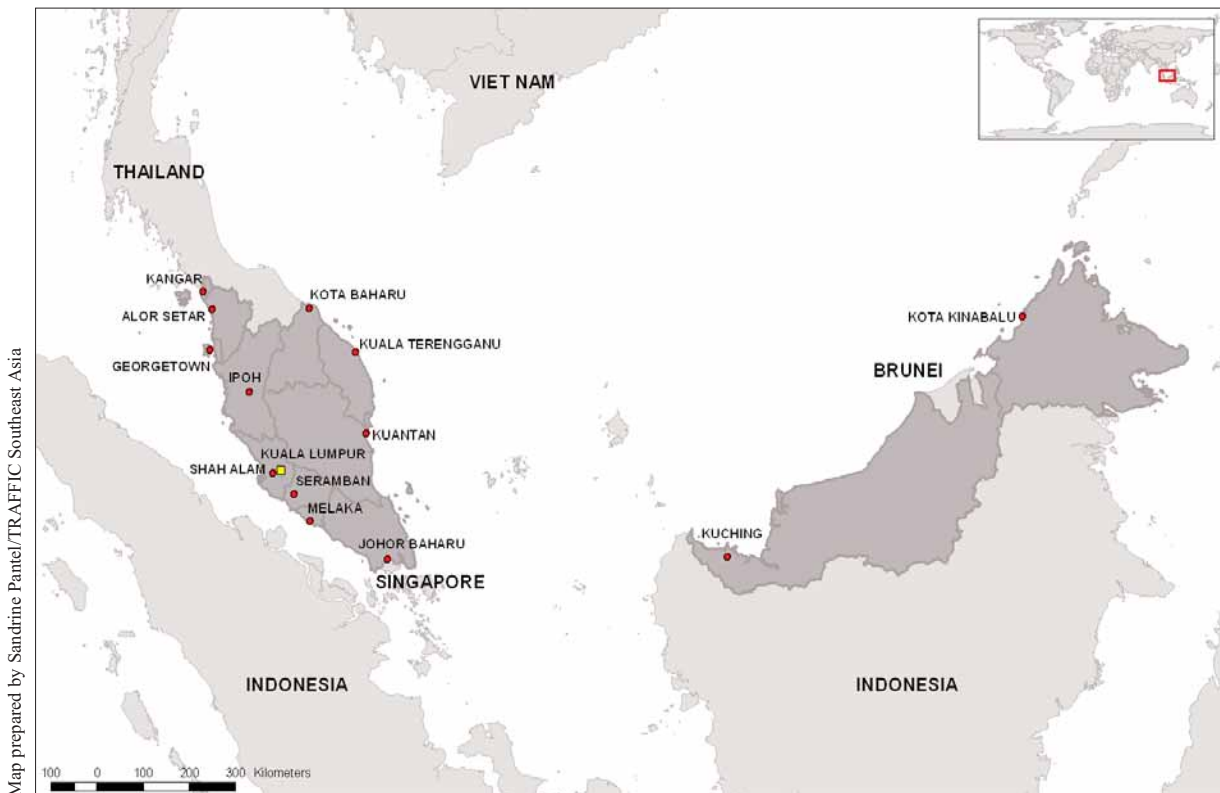 VIET NAM
THAILAND
KANGAR
KOTA BAHARU
ALOR SETAR
KOTA KINABALU
KUALA TERENGGANU
GEORGETOWN
BRUNEI
IPOH
KUANTAN
KUALA LUMPUR
SHAH ALAM
SERAMBAN
MELAKA
KUCHING
JOHOR BAHARU
SINGAPORE
INDONESIA
INDONESIA
100 0 100 200 300 Kilometers
Map prepared by Sandrine Pantel/TRAFFIC Southeast Asia